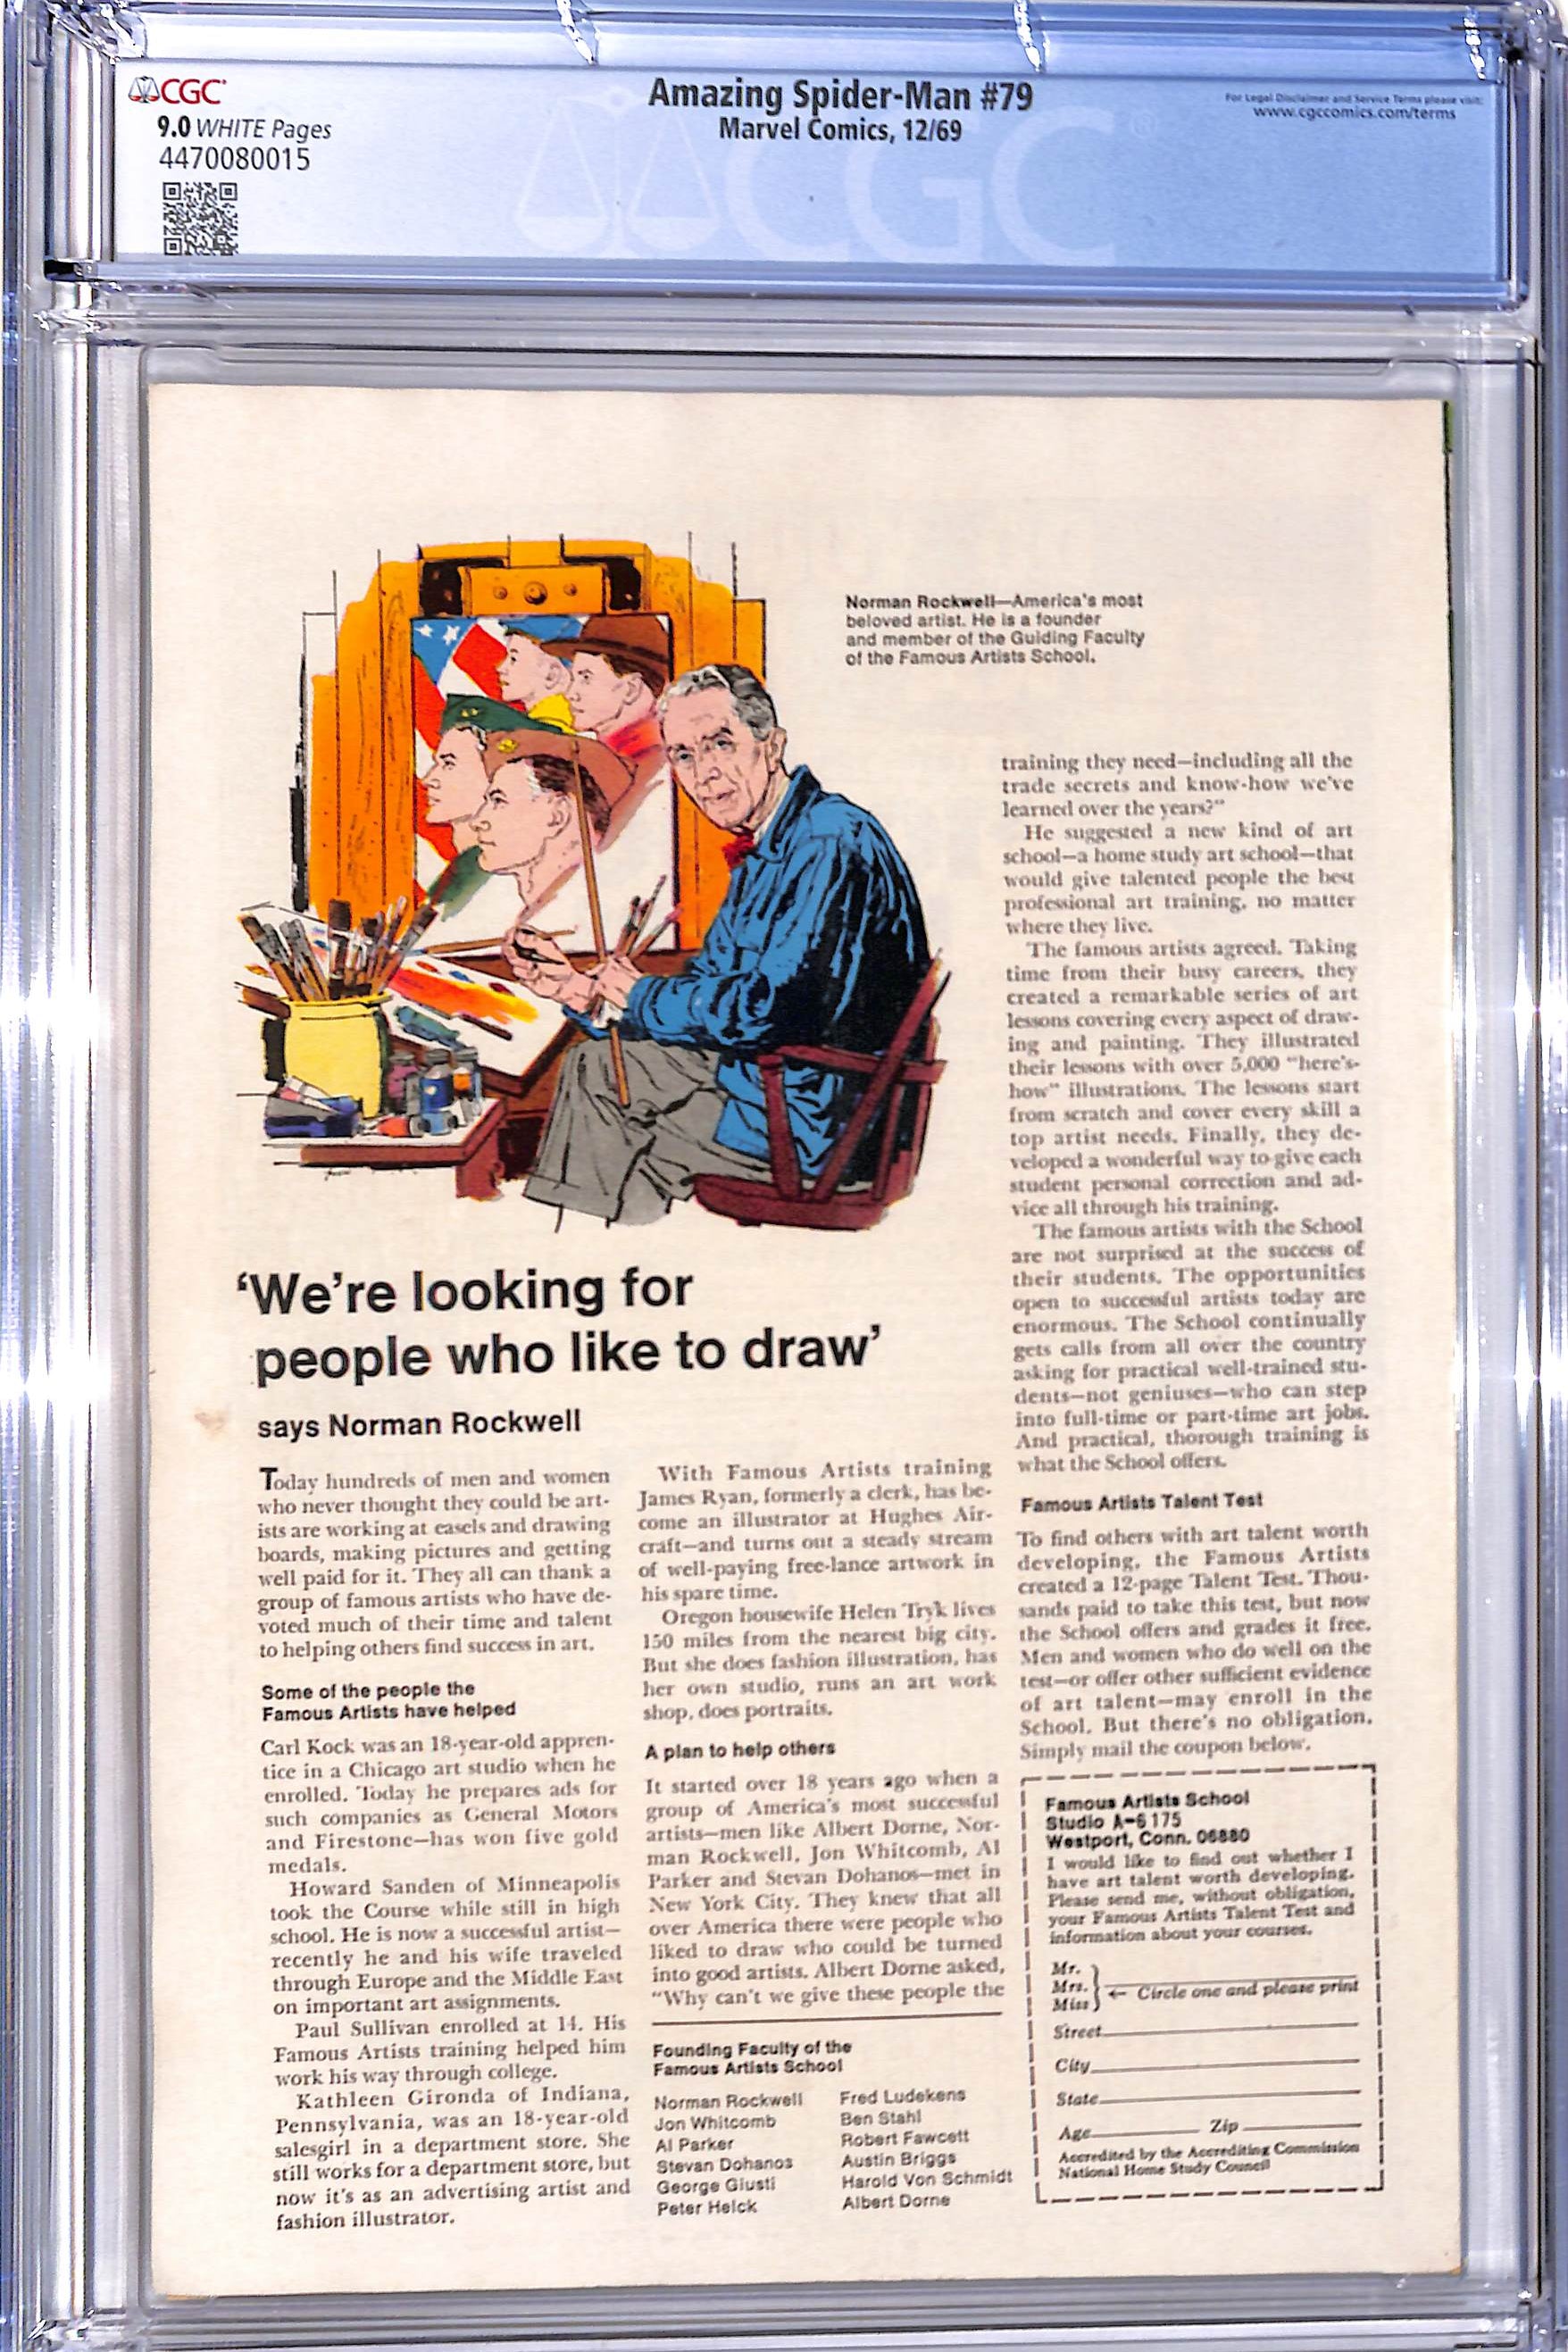 CGC
9.0 WHITE Pages
4470080015
Amazing Spider-Man #79
Marvel Comics, 12/69
For Legal Disclaimer and Service Terms please visit:
www.cgccomics.com/terms
CGC
Norman Rockwell—America's most
beloved artist. He is a founder
and member of the Guiding Faculty
of the Famous Artists School.
'We're looking for
people who like to draw'
says Norman Rockwell
Today hundreds of men and women
who never thought they could be art-
ists are working at easels and drawing
boards, making pictures and getting
well paid for it. They all can thank a
group of famous artists who have de-
voted much of their time and talent
to helping others find success in art.
Some of the people the
Famous Artists have helped
Carl Kock was an 18-year-old appren-
tice in a Chicago art studio when he
enrolled. Today he prepares ads for
such companies as General Motors
and Firestone—has won five gold
medals.
Howard Sanden of Minneapolis
took the Course while still in high
school. He is now a successful artist—
recently he and his wife traveled
through Europe and the Middle East
on important art assignments.
Paul Sullivan enrolled at 14. His
Famous Artists training helped him
work his way through college.
Kathleen Gironda of Indiana,
Pennsylvania, was an 18-year-old
salesgirl in a department store. She
still works for a department store, but
now it's as an advertising artist and
fashion illustrator.
With Famous Artists training
James Ryan, formerly a clerk, has be-
come an illustrator at Hughes Air-
craft—and turns out a steady stream
of well-paying free-lance artwork in
his spare time.
Oregon housewife Helen Tryk lives
150 miles from the nearest big city.
But she does fashion illustration, has
her own studio, runs an art work
shop, does portraits.
A plan to help others
It started over 18 years ago when a
group of America's most successful
artists—men like Albert Dorne, Nor-
man Rockwell, Jon Whitcomb, Al
Parker and Stevan Dohanos—met in
New York City. They knew that all
over America there were people who
liked to draw who could be turned
into good artists. Albert Dorne asked,
"Why can't we give these people the
Founding Faculty of the
Famous Artists School
Norman Rockwell
Jon Whitcomb
Al Parker
Stevan Dohanos
George Giusti
Peter Helck
Fred Ludekens
Ben Stahl
Robert Fawcett
Austin Briggs
Harold Von Schmidt
Albert Dorne
training they need—including all the
trade secrets and know-how we've
learned over the years?"
He suggested a new kind of art
school—a home study art school—that
would give talented people the best
professional art training, no matter
where they live.
The famous artists agreed. Taking
time from their busy careers, they
created a remarkable series of art
lessons covering every aspect of draw-
ing and painting. They illustrated
their lessons with over 5,000 "here's-
how" illustrations. The lessons start
from scratch and cover every skill a
top artist needs. Finally, they de-
veloped a wonderful way to give each
student personal correction and ad-
vice all through his training.
The famous artists with the School
are not surprised at the success of
their students. The opportunities
open to successful artists today are
enormous. The School continually
gets calls from all over the country
asking for practical well-trained stu-
dents—not geniuses—who can step
into full-time or part-time art jobs.
And practical, thorough training is
what the School offers.
Famous Artists Talent Test
To find others with art talent worth
developing, the Famous Artists
created a 12-page Talent Test. Thou-
sands paid to take this test, but now
the School offers and grades it free.
Men and women who do well on the
test—or offer other sufficient evidence
of art talent—may enroll in the
School. But there's no obligation.
Simply mail the coupon below.
Famous Artists School
Studio A-6175
Westport, Conn. 06880
I would like to find out whether I
have art talent worth developing.
Please send me, without obligation,
your Famous Artists Talent Test and
information about your courses.
Mr.
Mrs.
Miss
← Circle one and please print
Street
City
State
Age Zip
Accredited by the Accrediting Commission
National Home Study Council